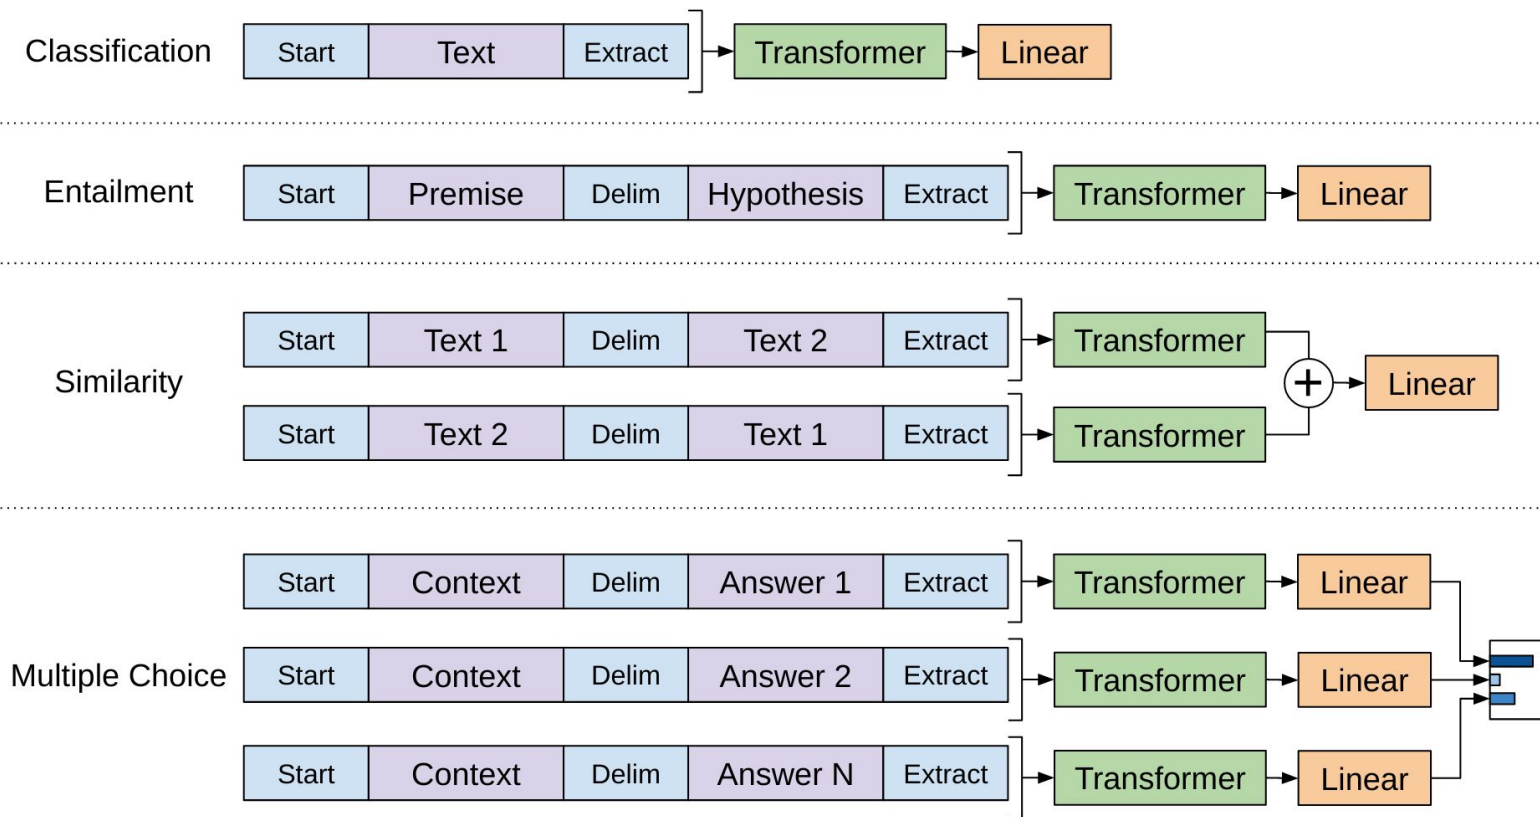 Classification Start Text Extract Transformer Linear
Entailment Start Premise Delim Hypothesis Extract Transformer Linear
Start Text 1 Delim Text 2 Extract Transformer
Similarity + Linear
Start Text 2 Delim Text 1 Extract Transformer
Start Context Delim Answer 1 Extract Transformer Linear
Multiple Choice Start Context Delim Answer 2 Extract Transformer Linear
Start Context Delim Answer N Extract Transformer Linear